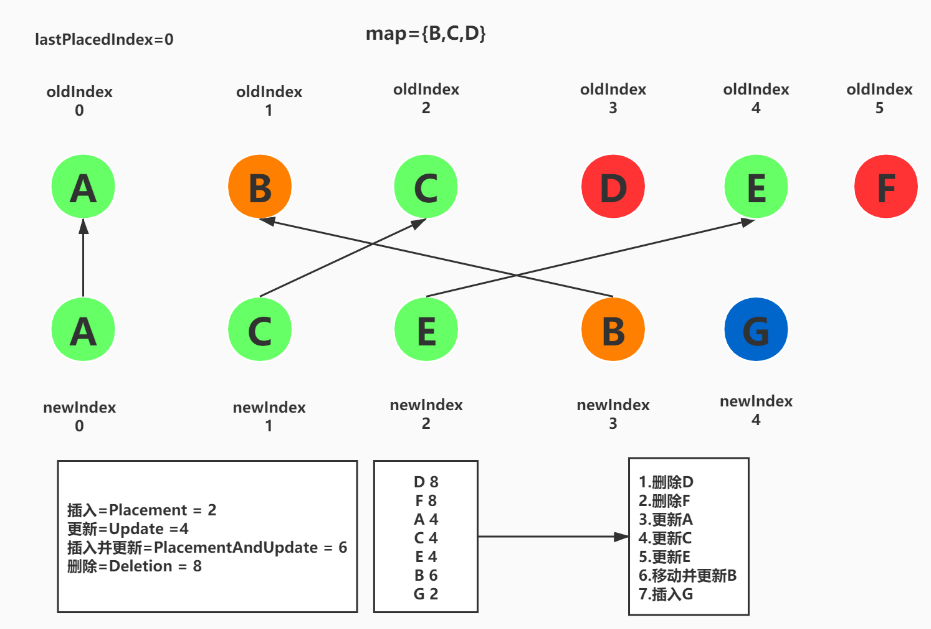 lastPlacedIndex=0
map={B,C,D}
oldIndex
0
oldIndex
1
oldIndex
2
oldIndex
3
oldIndex
4
oldIndex
5
A
B
C
D
E
F
A
C
E
B
G
newIndex
0
newIndex
1
newIndex
2
newIndex
3
newIndex
4
插入=Placement = 2
更新=Update =4
插入并更新=PlacementAndUpdate = 6
删除=Deletion = 8
D 8
F 8
A 4
C 4
E 4
B 6
G 2
1.删除D
2.删除F
3.更新A
4.更新C
5.更新E
6.移动并更新B
7.插入G